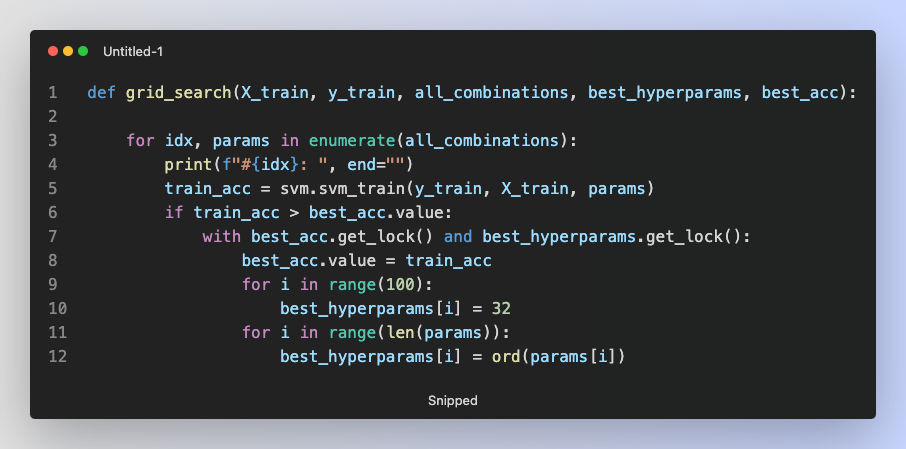 Untitled-1
1 def grid_search(X_train, y_train, all_combinations, best_hyperparams, best_acc):
2
3     for idx, params in enumerate(all_combinations):
4         print(f"#{idx}: ", end="")
5         train_acc = svm.svm_train(y_train, X_train, params)
6         if train_acc > best_acc.value:
7             with best_acc.get_lock() and best_hyperparams.get_lock():
8                 best_acc.value = train_acc
9                 for i in range(100):
10                     best_hyperparams[i] = 32
11                 for i in range(len(params)):
12                     best_hyperparams[i] = ord(params[i])
Snipped